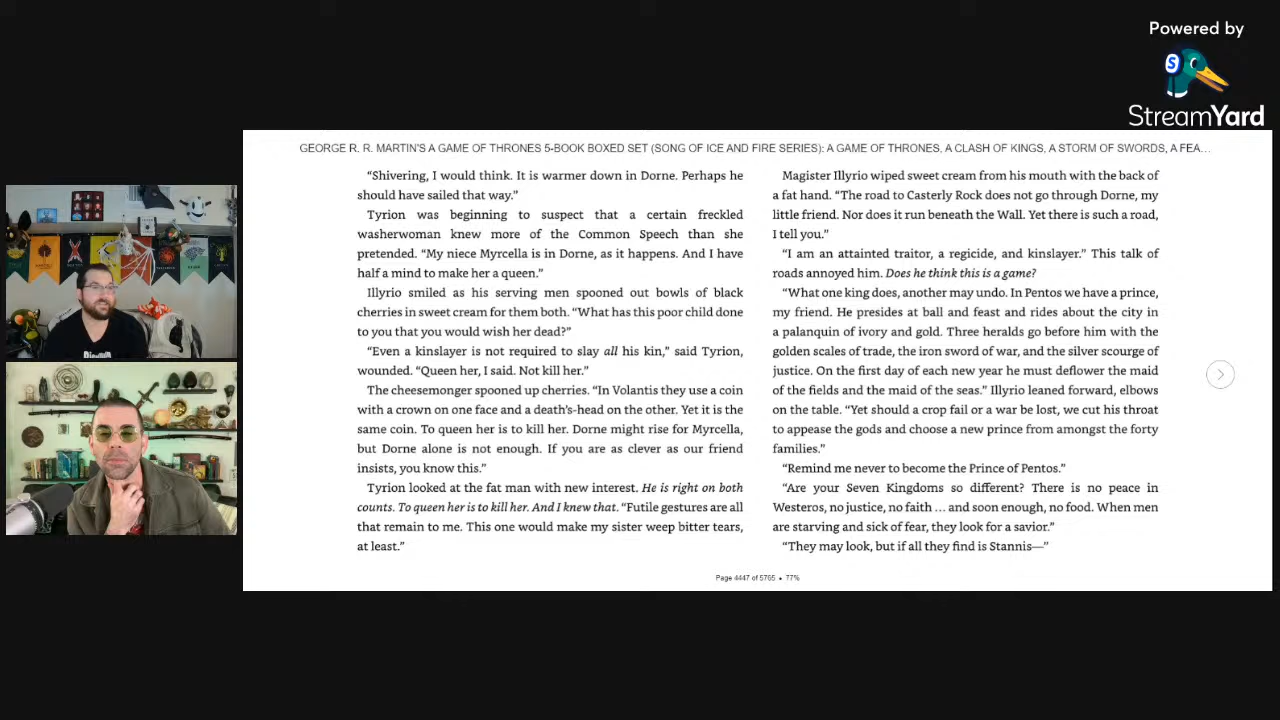 Powered by
S
StreamYard
GEORGE R. R. MARTIN'S A GAME OF THRONES 5-BOOK BOXED SET (SONG OF ICE AND FIRE SERIES): A GAME OF THRONES, A CLASH OF KINGS, A STORM OF SWORDS, A FEA...
“Shivering, I would think. It is warmer down in Dorne. Perhaps he
should have sailed that way.”
Tyrion was beginning to suspect that a certain freckled
washerwoman knew more of the Common Speech than she
pretended. “My niece Myrcella is in Dorne, as it happens. And I have
half a mind to make her a queen.”
Illyrio smiled as his serving men spooned out bowls of black
cherries in sweet cream for them both. “What has this poor child done
to you that you would wish her dead?”
“Even a kinslayer is not required to slay all his kin,” said Tyrion,
wounded. “Queen her, I said. Not kill her.”
The cheesemonger spooned up cherries. “In Volantis they use a coin
with a crown on one face and a death’s-head on the other. Yet it is the
same coin. To queen her is to kill her. Dorne might rise for Myrcella,
but Dorne alone is not enough. If you are as clever as our friend
insists, you know this.”
Tyrion looked at the fat man with new interest. He is right on both
counts. To queen her is to kill her. And I knew that. “Futile gestures are all
that remain to me. This one would make my sister weep bitter tears,
at least.”
Magister Illyrio wiped sweet cream from his mouth with the back of
a fat hand. “The road to Casterly Rock does not go through Dorne, my
little friend. Nor does it run beneath the Wall. Yet there is such a road,
I tell you.”
“I am an attainted traitor, a regicide, and kinslayer.” This talk of
roads annoyed him. Does he think this is a game?
“What one king does, another may undo. In Pentos we have a prince,
my friend. He presides at ball and feast and rides about the city in
a palanquin of ivory and gold. Three heralds go before him with the
golden scales of trade, the iron sword of war, and the silver scourge of
justice. On the first day of each new year he must deflower the maid
of the fields and the maid of the seas.” Illyrio leaned forward, elbows
on the table. “Yet should a crop fail or a war be lost, we cut his throat
to appease the gods and choose a new prince from amongst the forty
families.”
“Remind me never to become the Prince of Pentos.”
“Are your Seven Kingdoms so different? There is no peace in
Westeros, no justice, no faith … and soon enough, no food. When men
are starving and sick of fear, they look for a savior.”
“They may look, but if all they find is Stannis—”
Page 4447 of 5765 • 77%